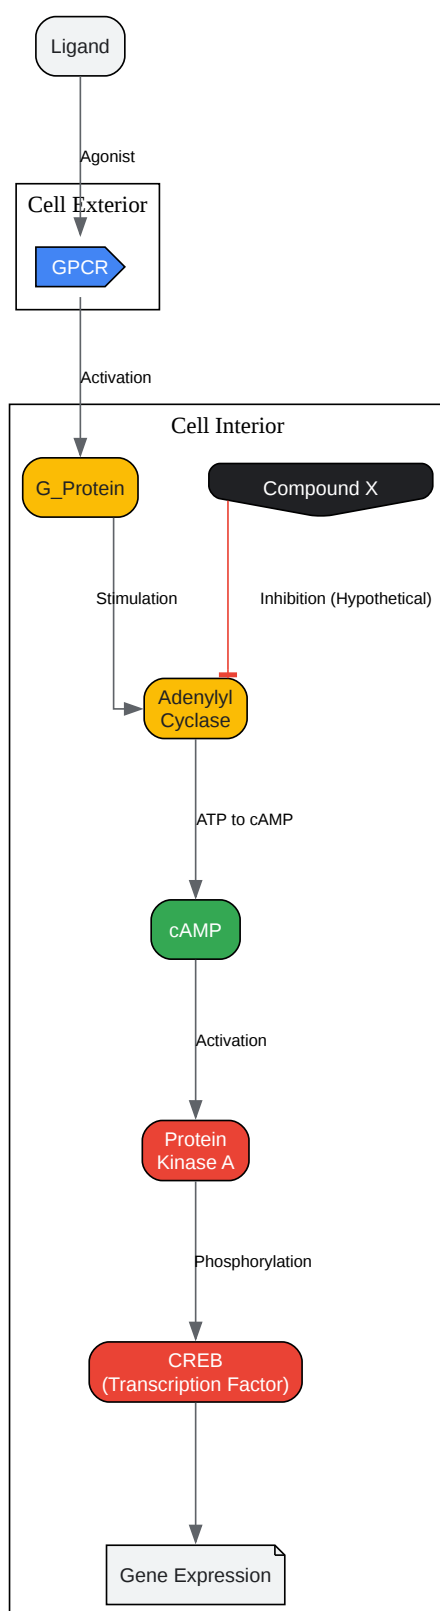 Ligand
Agonist
Cell Exterior
GPCR
Activation
Cell Interior
G_Protein
Compound X
Stimulation
Inhibition (Hypothetical)
Adenylyl
Cyclase
ATP to cAMP
cAMP
Activation
Protein
Kinase A
Phosphorylation
CREB
(Transcription Factor)
Gene Expression